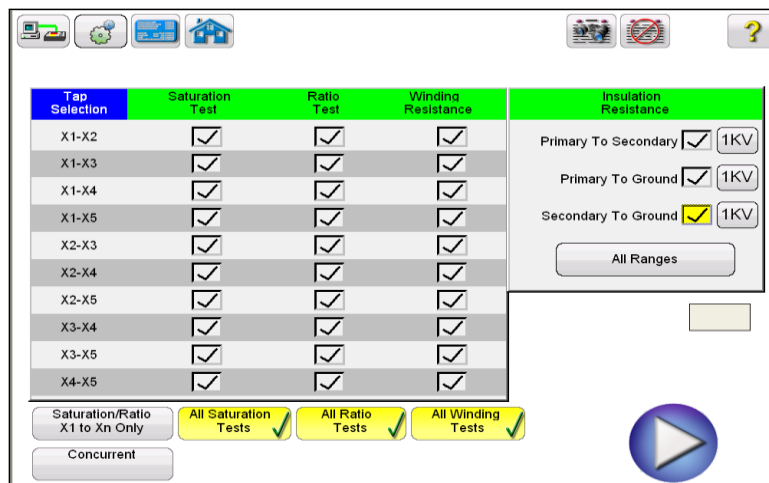 Tap Selection
Saturation Test
Ratio Test
Winding Resistance
Insulation Resistance
X1-X2
X1-X3
X1-X4
X1-X5
X2-X3
X2-X4
X2-X5
X3-X4
X3-X5
X4-X5
Primary To Secondary 1KV
Primary To Ground 1KV
Secondary To Ground 1KV
All Ranges
Saturation/Ratio
X1 to Xn Only
All Saturation
Tests
All Ratio
Tests
All Winding
Tests
Concurrent
?